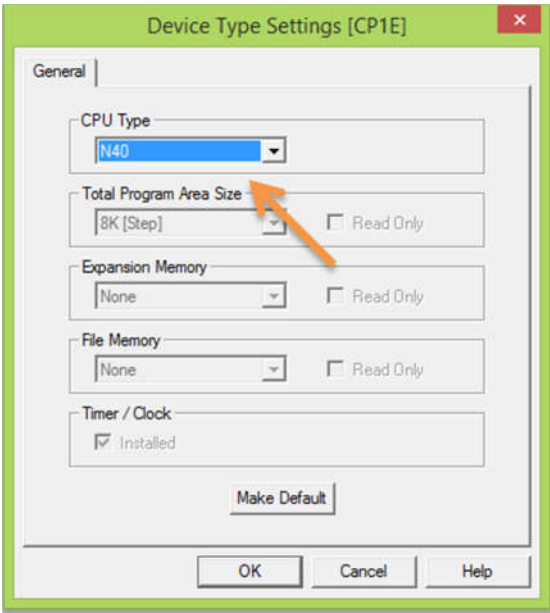 Device Type Settings [CP1E]
General
CPU Type
N40
Total Program Area Size
8K [Step]
Read Only
Expansion Memory
None
Read Only
File Memory
None
Read Only
Timer / Clock
Installed
Make Default
OK
Cancel
Help